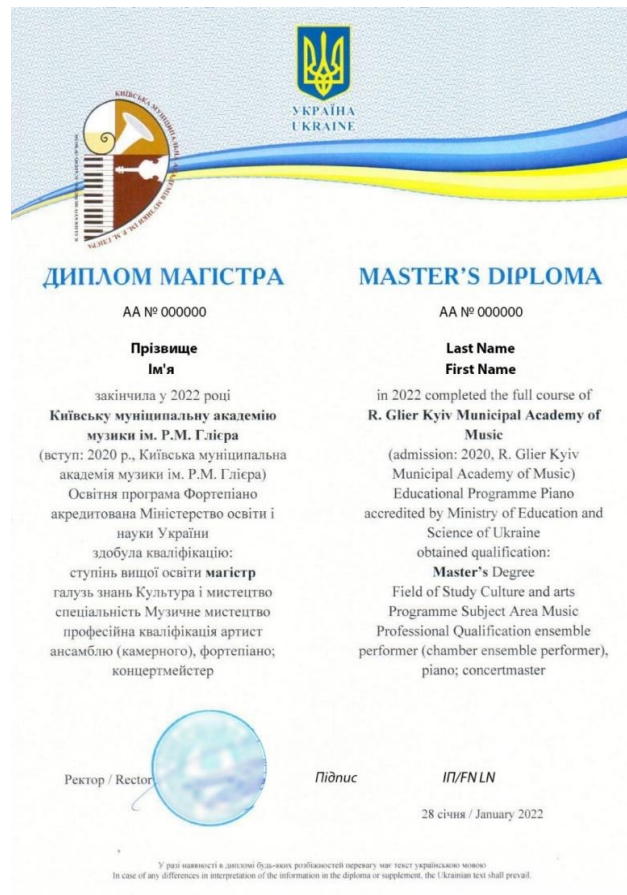 УКРАЇНА
UKRAINE
КИЇВСЬКА МУНІЦИПАЛЬНА АКАДЕМІЯ МУЗИКИ ІМ. Р. М. ГЛІЄРА
ДИПЛОМ МАГІСТРА
АА № 000000
Прізвище
Ім'я
закінчила у 2022 році
Київську муніципальну академію
музики ім. Р.М. Глієра
(вступ: 2020 р., Київська муніципальна
академія музики ім. Р.М. Глієра)
Освітня програма Фортепіано
акредитована Міністерство освіти і
науки України
здобула кваліфікацію:
ступінь вищої освіти магістр
галузь знань Культура і мистецтво
спеціальність Музичне мистецтво
професійна кваліфікація артист
ансамблю (камерного), фортепіано;
концертмейстер
MASTER'S DIPLOMA
AA № 000000
Last Name
First Name
in 2022 completed the full course of
R. Glier Kyiv Municipal Academy of
Music
(admission: 2020, R. Glier Kyiv
Municipal Academy of Music)
Educational Programme Piano
accredited by Ministry of Education and
Science of Ukraine
obtained qualification:
Master's Degree
Field of Study Culture and arts
Programme Subject Area Music
Professional Qualification ensemble
performer (chamber ensemble performer),
piano; concertmaster
Ректор / Rector
Підпис
ІП/FN LN
28 січня / January 2022
У разі наявності в дипломі будь-яких розбіжностей перевагу має текст українською мовою
In case of any differences in interpretation of the information in the diploma or supplement, the Ukrainian text shall prevail.